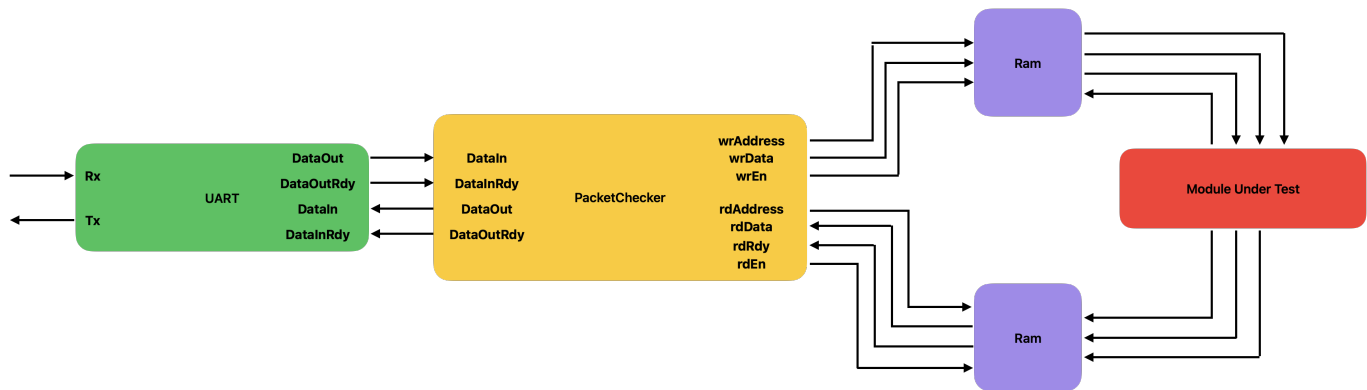 Rx
Tx
UART
DataOut
DataOutRdy
DataIn
DataInRdy
DataIn
DataInRdy
DataOut
DataOutRdy
PacketChecker
wrAddress
wrData
wrEn
rdAddress
rdData
rdRdy
rdEn
Ram
Module Under Test
Ram